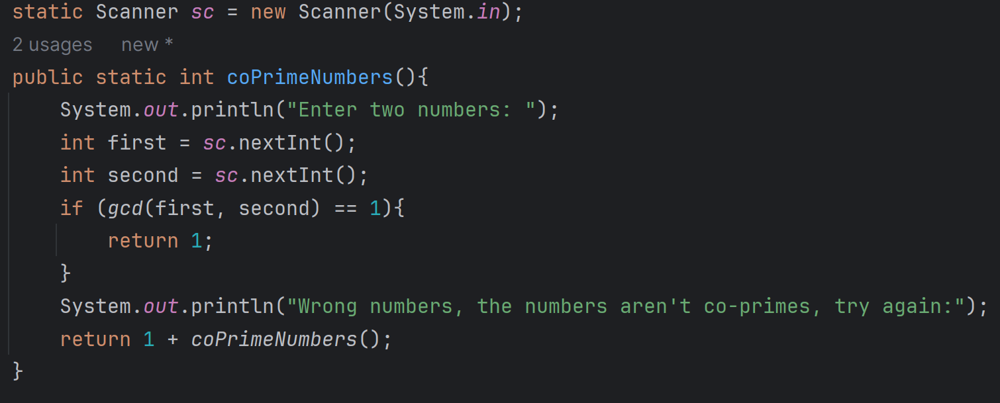 static Scanner sc = new Scanner(System.in);
2 usages   new *
public static int coPrimeNumbers(){
    System.out.println("Enter two numbers: ");
    int first = sc.nextInt();
    int second = sc.nextInt();
    if (gcd(first, second) == 1){
        return 1;
    }
    System.out.println("Wrong numbers, the numbers aren't co-primes, try again:");
    return 1 + coPrimeNumbers();
}